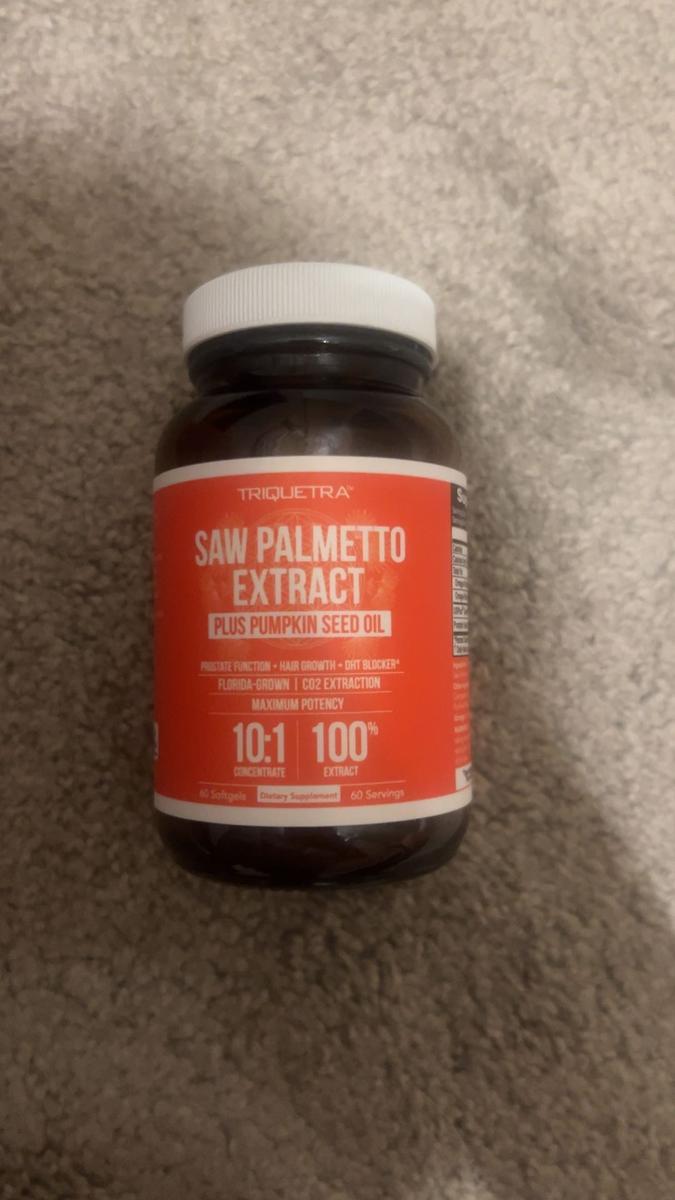 TRIQUETRA™
SAW PALMETTO
EXTRACT
PLUS PUMPKIN SEED OIL
PROSTATE FUNCTION • HAIR GROWTH • DHT BLOCKER*
FLORIDA-GROWN | CO2 EXTRACTION
MAXIMUM POTENCY
10:1 100%
CONCENTRATE EXTRACT
60 Softgels Dietary Supplement 60 Servings